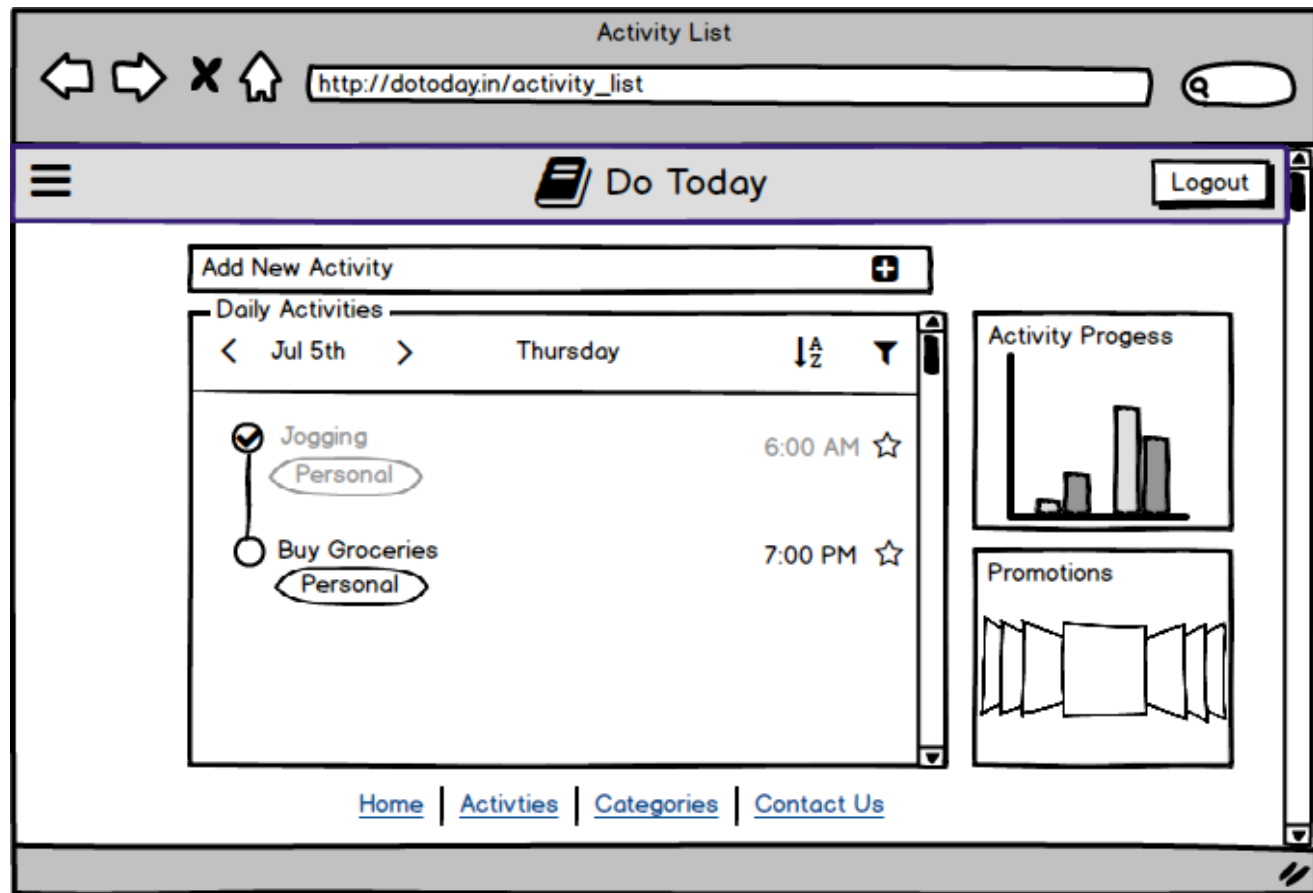 Activity List
http://dotoday.in/activity_list
Do Today
Logout
Add New Activity
Daily Activities
Jul 5th
Thursday
A
Z
Activity Progess
Jogging
6:00 AM
Personal
Buy Groceries
7:00 PM
Personal
Promotions
Home
Activties
Categories
Contact Us